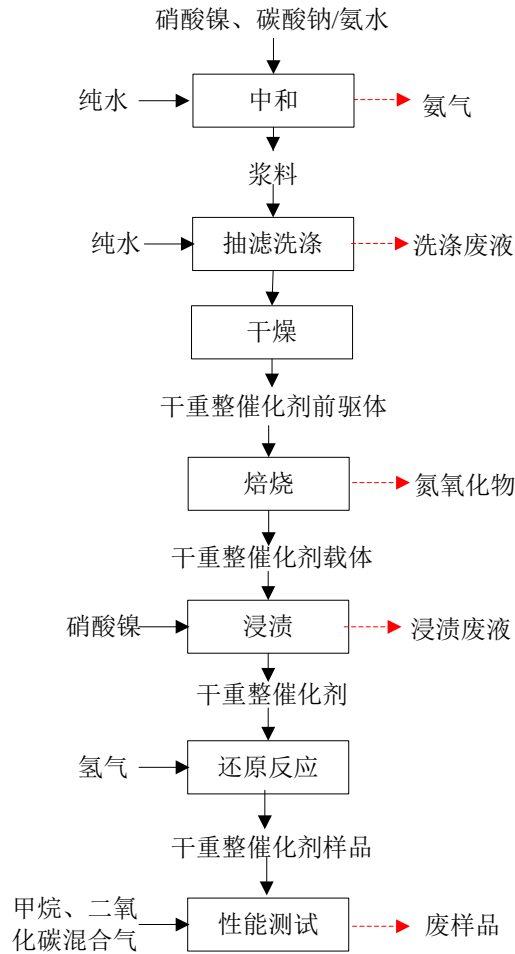 硝酸镍、碳酸钠/氨水
纯水
中和
氨气
浆料
纯水
抽滤洗涤
洗涤废液
干燥
干重整催化剂前驱体
焙烧
氮氧化物
干重整催化剂载体
硝酸镍
浸渍
浸渍废液
干重整催化剂
氢气
还原反应
干重整催化剂样品
甲烷、二氧
化碳混合气
性能测试
废样品